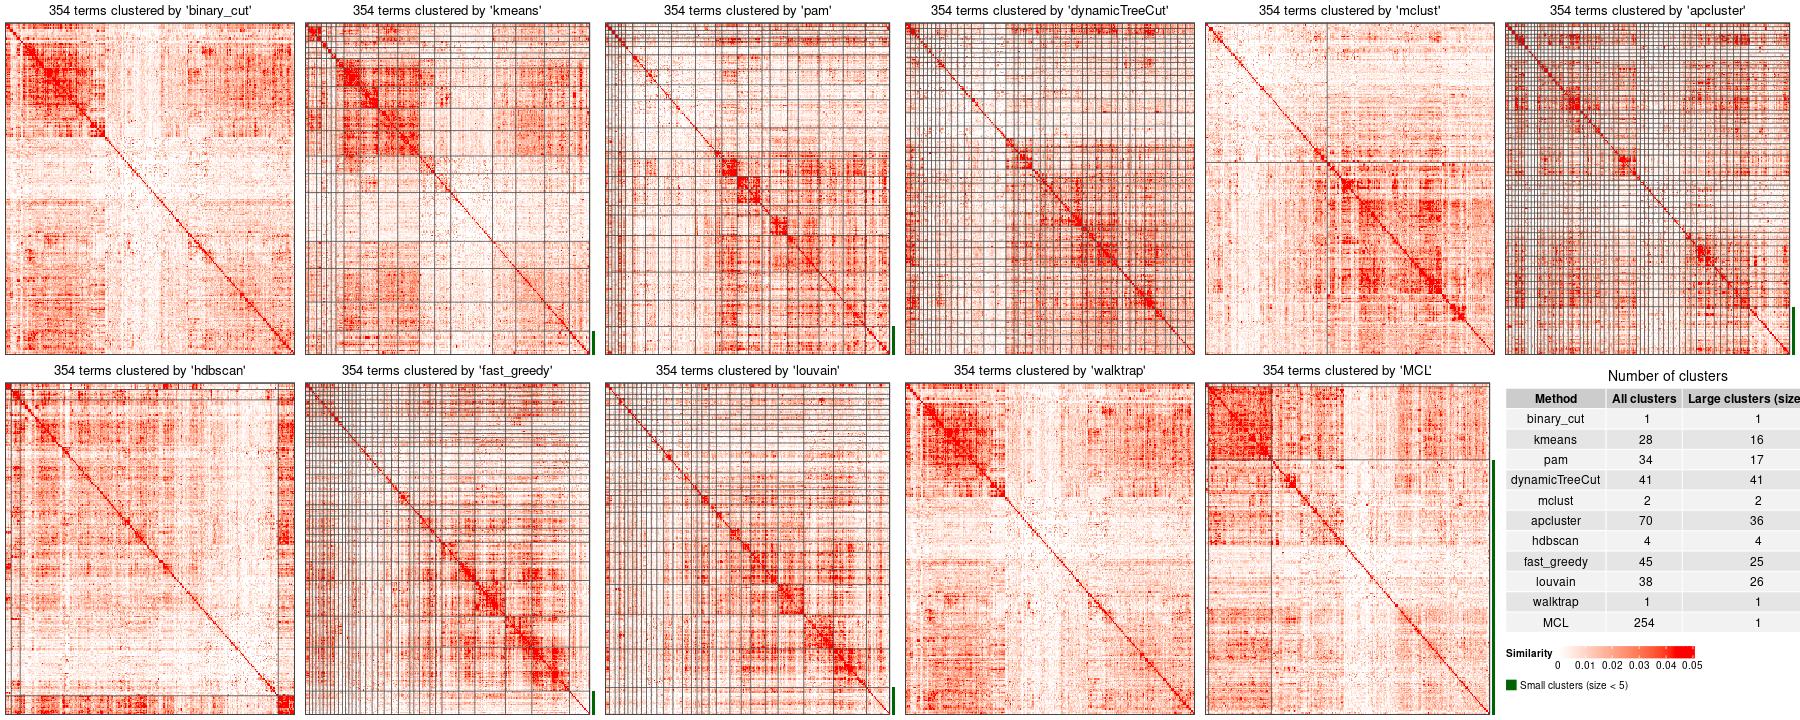 354 terms clustered by 'binary_cut'
354 terms clustered by 'kmeans'
354 terms clustered by 'pam'
354 terms clustered by 'dynamicTreeCut'
354 terms clustered by 'mclust'
354 terms clustered by 'apcluster'
354 terms clustered by 'hdbscan'
354 terms clustered by 'fast_greedy'
354 terms clustered by 'louvain'
354 terms clustered by 'walktrap'
354 terms clustered by 'MCL'
Number of clusters
Method All clusters Large clusters (size
binary_cut 1 1
kmeans 28 16
pam 34 17
dynamicTreeCut 41 41
mclust 2 2
apcluster 70 36
hdbscan 4 4
fast_greedy 45 25
louvain 38 26
walktrap 1 1
MCL 254 1
Similarity
0 0.01 0.02 0.03 0.04 0.05
Small clusters (size < 5)